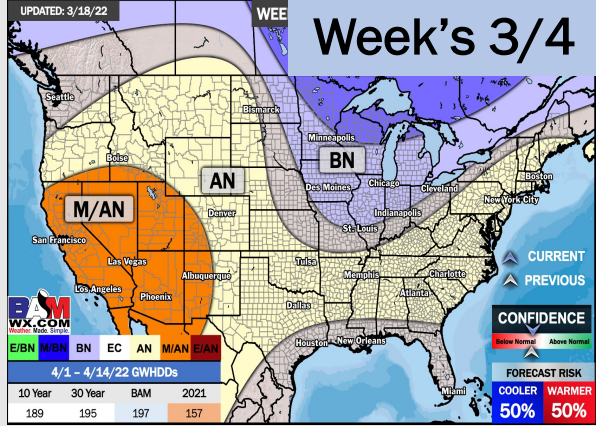 UPDATED: 3/18/22
WEE
Week's 3/4
Seattle
Bismarck
Minneapolis
Boise
BN
AN
Des Moines
Chicago
Cleveland
Boston
New York City
M/AN
Denver
Indianapolis
St. Louis
San Francisco
Las Vegas
Tulsa
CURRENT
Albuquerque
Memphis
Charlotte
PREVIOUS
Los Angeles
Phoenix
Atlanta
Dallas
BAM
WX.COM
Weather. Made. Simple.
Houston
New Orleans
CONFIDENCE
Below Normal
Above Normal
E/BN M/BN BN EC AN M/AN E/AN
Miami
4/1 – 4/14/22 GWHDDs
FORECAST RISK
10 Year 30 Year BAM 2021
COOLER WARMER
189 195 197 157
50% 50%